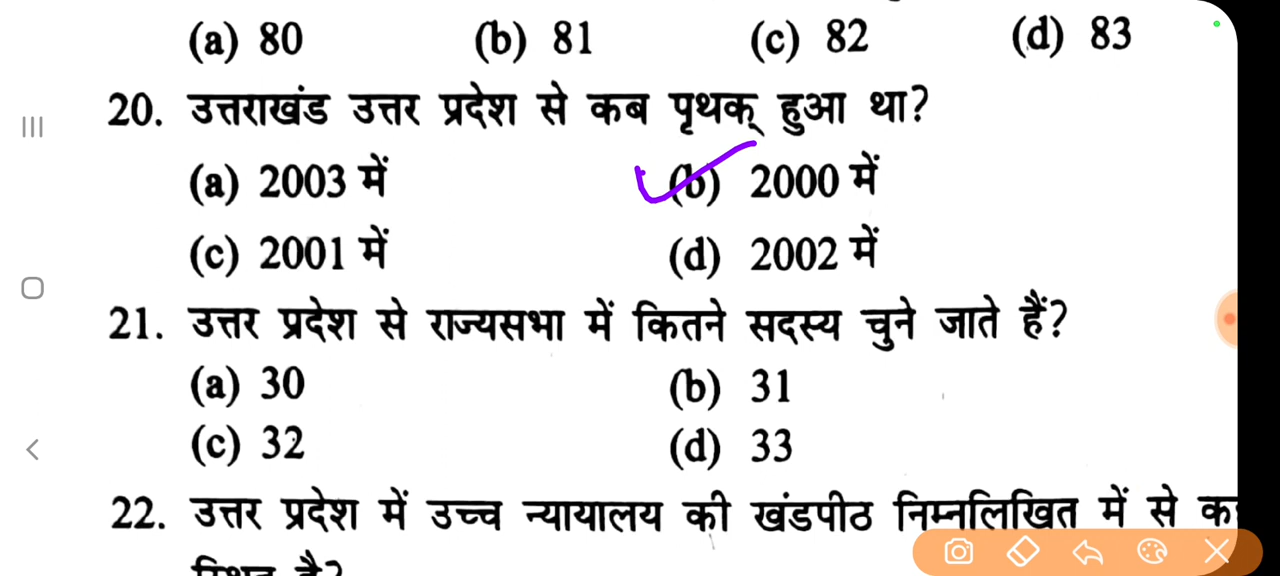 (a) 80 (b) 81 (c) 82 (d) 83
20. उत्तराखंड उत्तर प्रदेश से कब पृथक् हुआ था?
(a) 2003 में (b) 2000 में
(c) 2001 में (d) 2002 में
21. उत्तर प्रदेश से राज्यसभा में कितने सदस्य चुने जाते हैं?
(a) 30 (b) 31
(c) 32 (d) 33
22. उत्तर प्रदेश में उच्च न्यायालय की खंडपीठ निम्नलिखित में से
स्थित है?